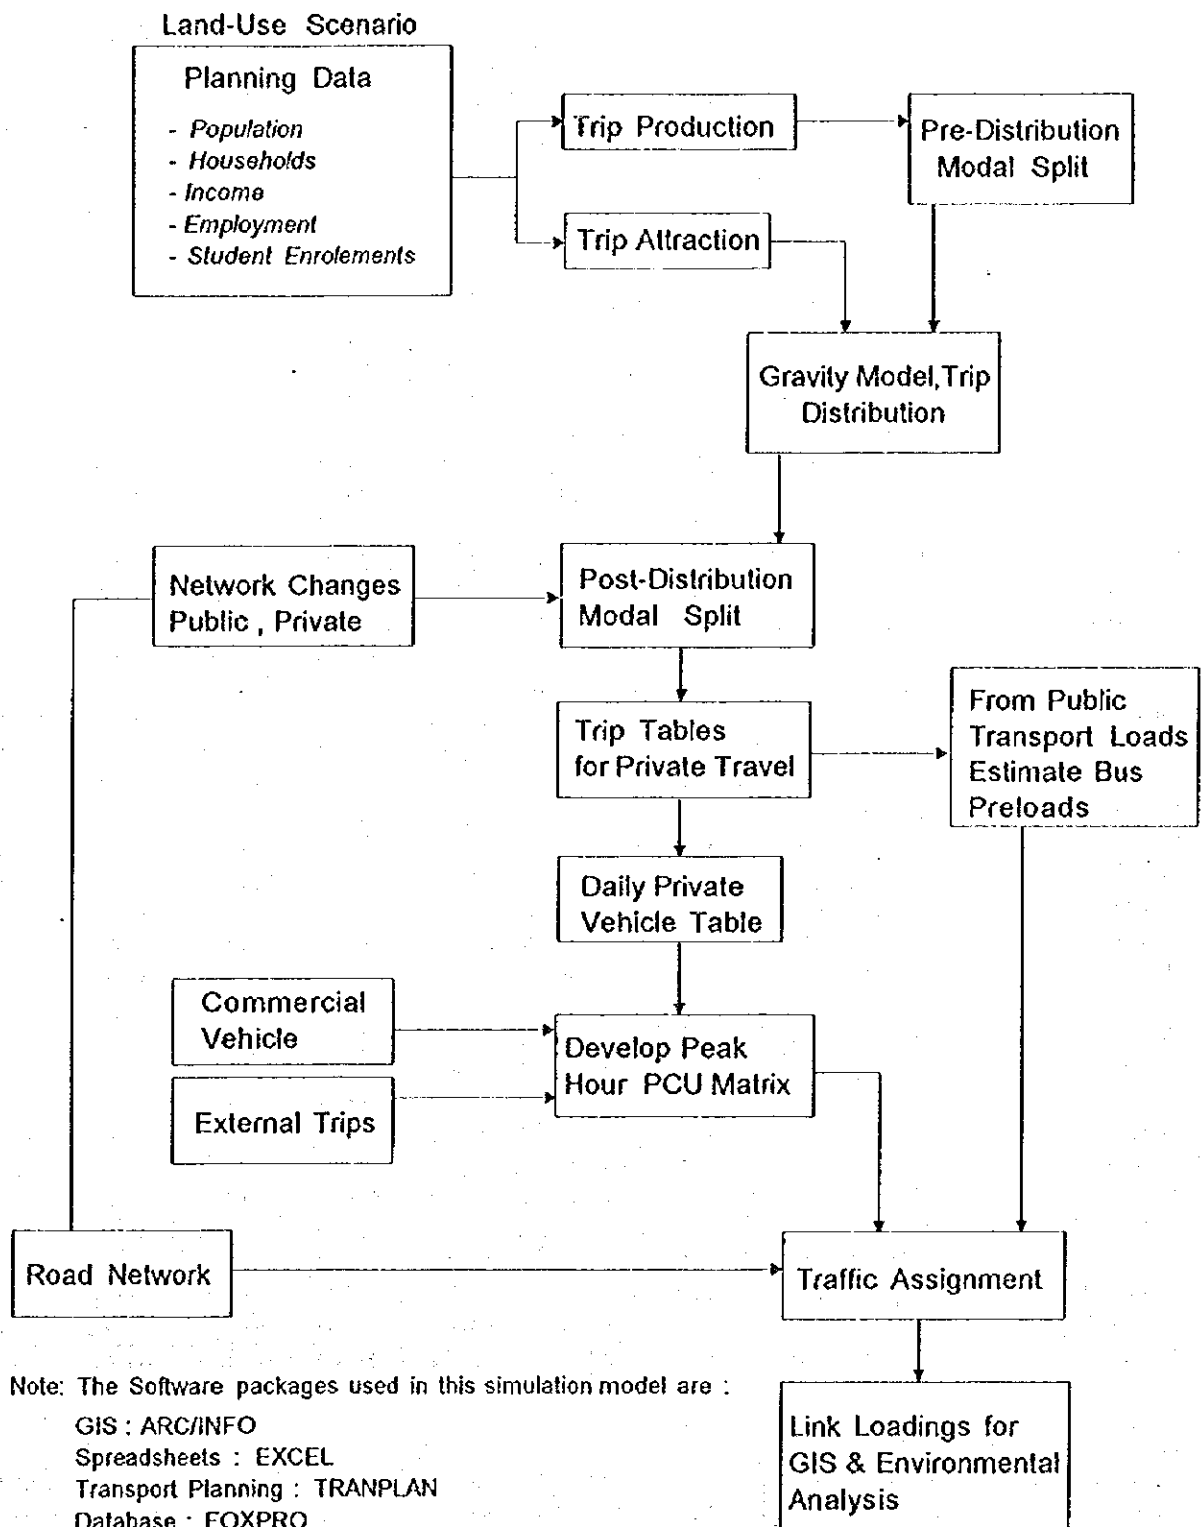 Land-Use Scenario
Planning Data
- Population
- Households
- Income
- Employment
- Student Enrolements
Trip Production
Pre-Distribution
Modal Split
Trip Attraction
Gravity Model,Trip
Distribution
Network Changes
Public , Private
Post-Distribution
Modal Split
Trip Tables
for Private Travel
From Public
Transport Loads
Estimate Bus
Preloads
Daily Private
Vehicle Table
Commercial
Vehicle
Develop Peak
Hour PCU Matrix
External Trips
Road Network
Traffic Assignment
Note: The Software packages used in this simulation model are :
GIS : ARC/INFO
Spreadsheets : EXCEL
Transport Planning : TRANPLAN
Database : FOXPRO
Link Loadings for
GIS & Environmental
Analysis